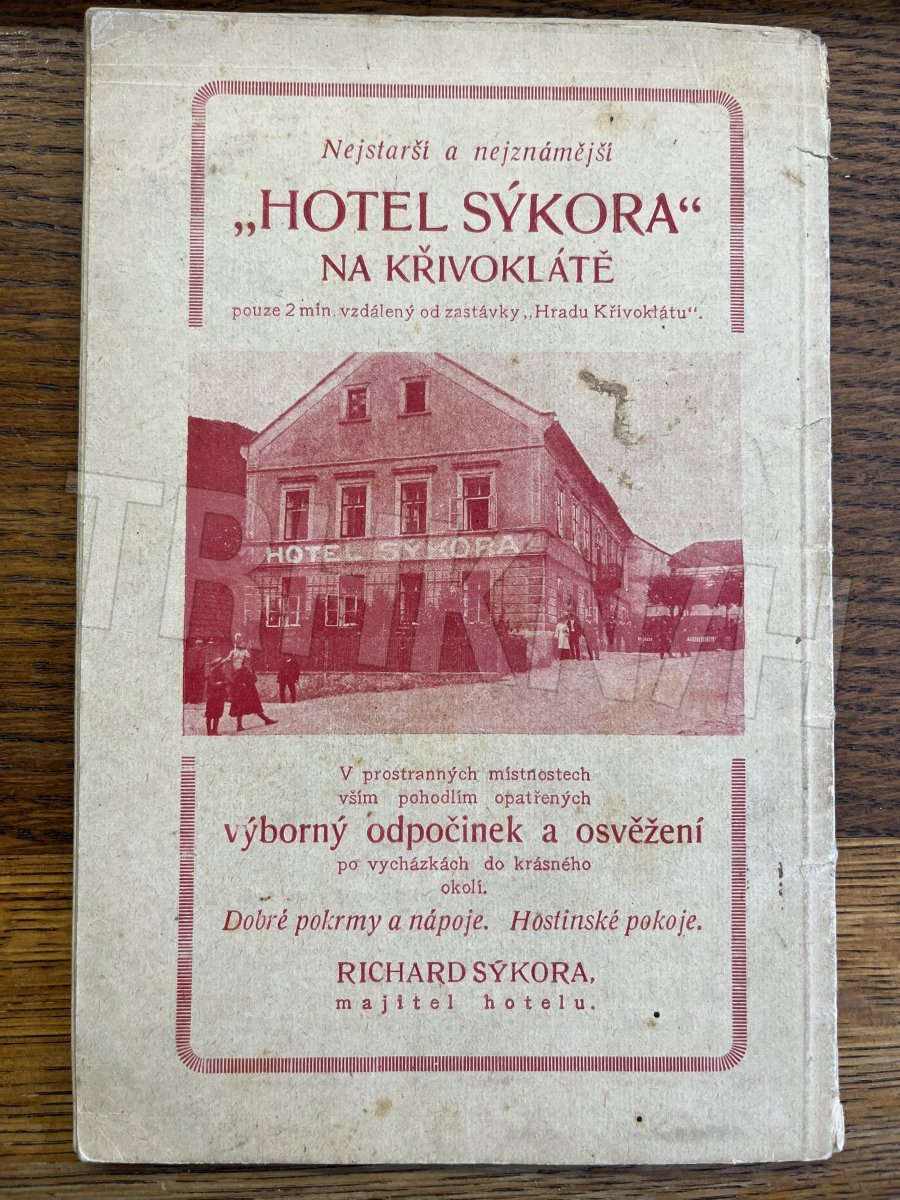 Nejstarší a nejznámější
„HOTEL SÝKORA“
NA KŘIVOKLÁTĚ
pouze 2 min. vzdálený od zastávky „Hradu Křivoklátu“.
HOTEL SÝKORA
TRHKNIH
V prostranných místnostech
vším pohodlím opatřených
výborný odpočinek a osvěžení
po vycházkách do krásného
okolí.
Dobré pokrmy a nápoje. Hostinské pokoje.
RICHARD SÝKORA,
majitel hotelu.